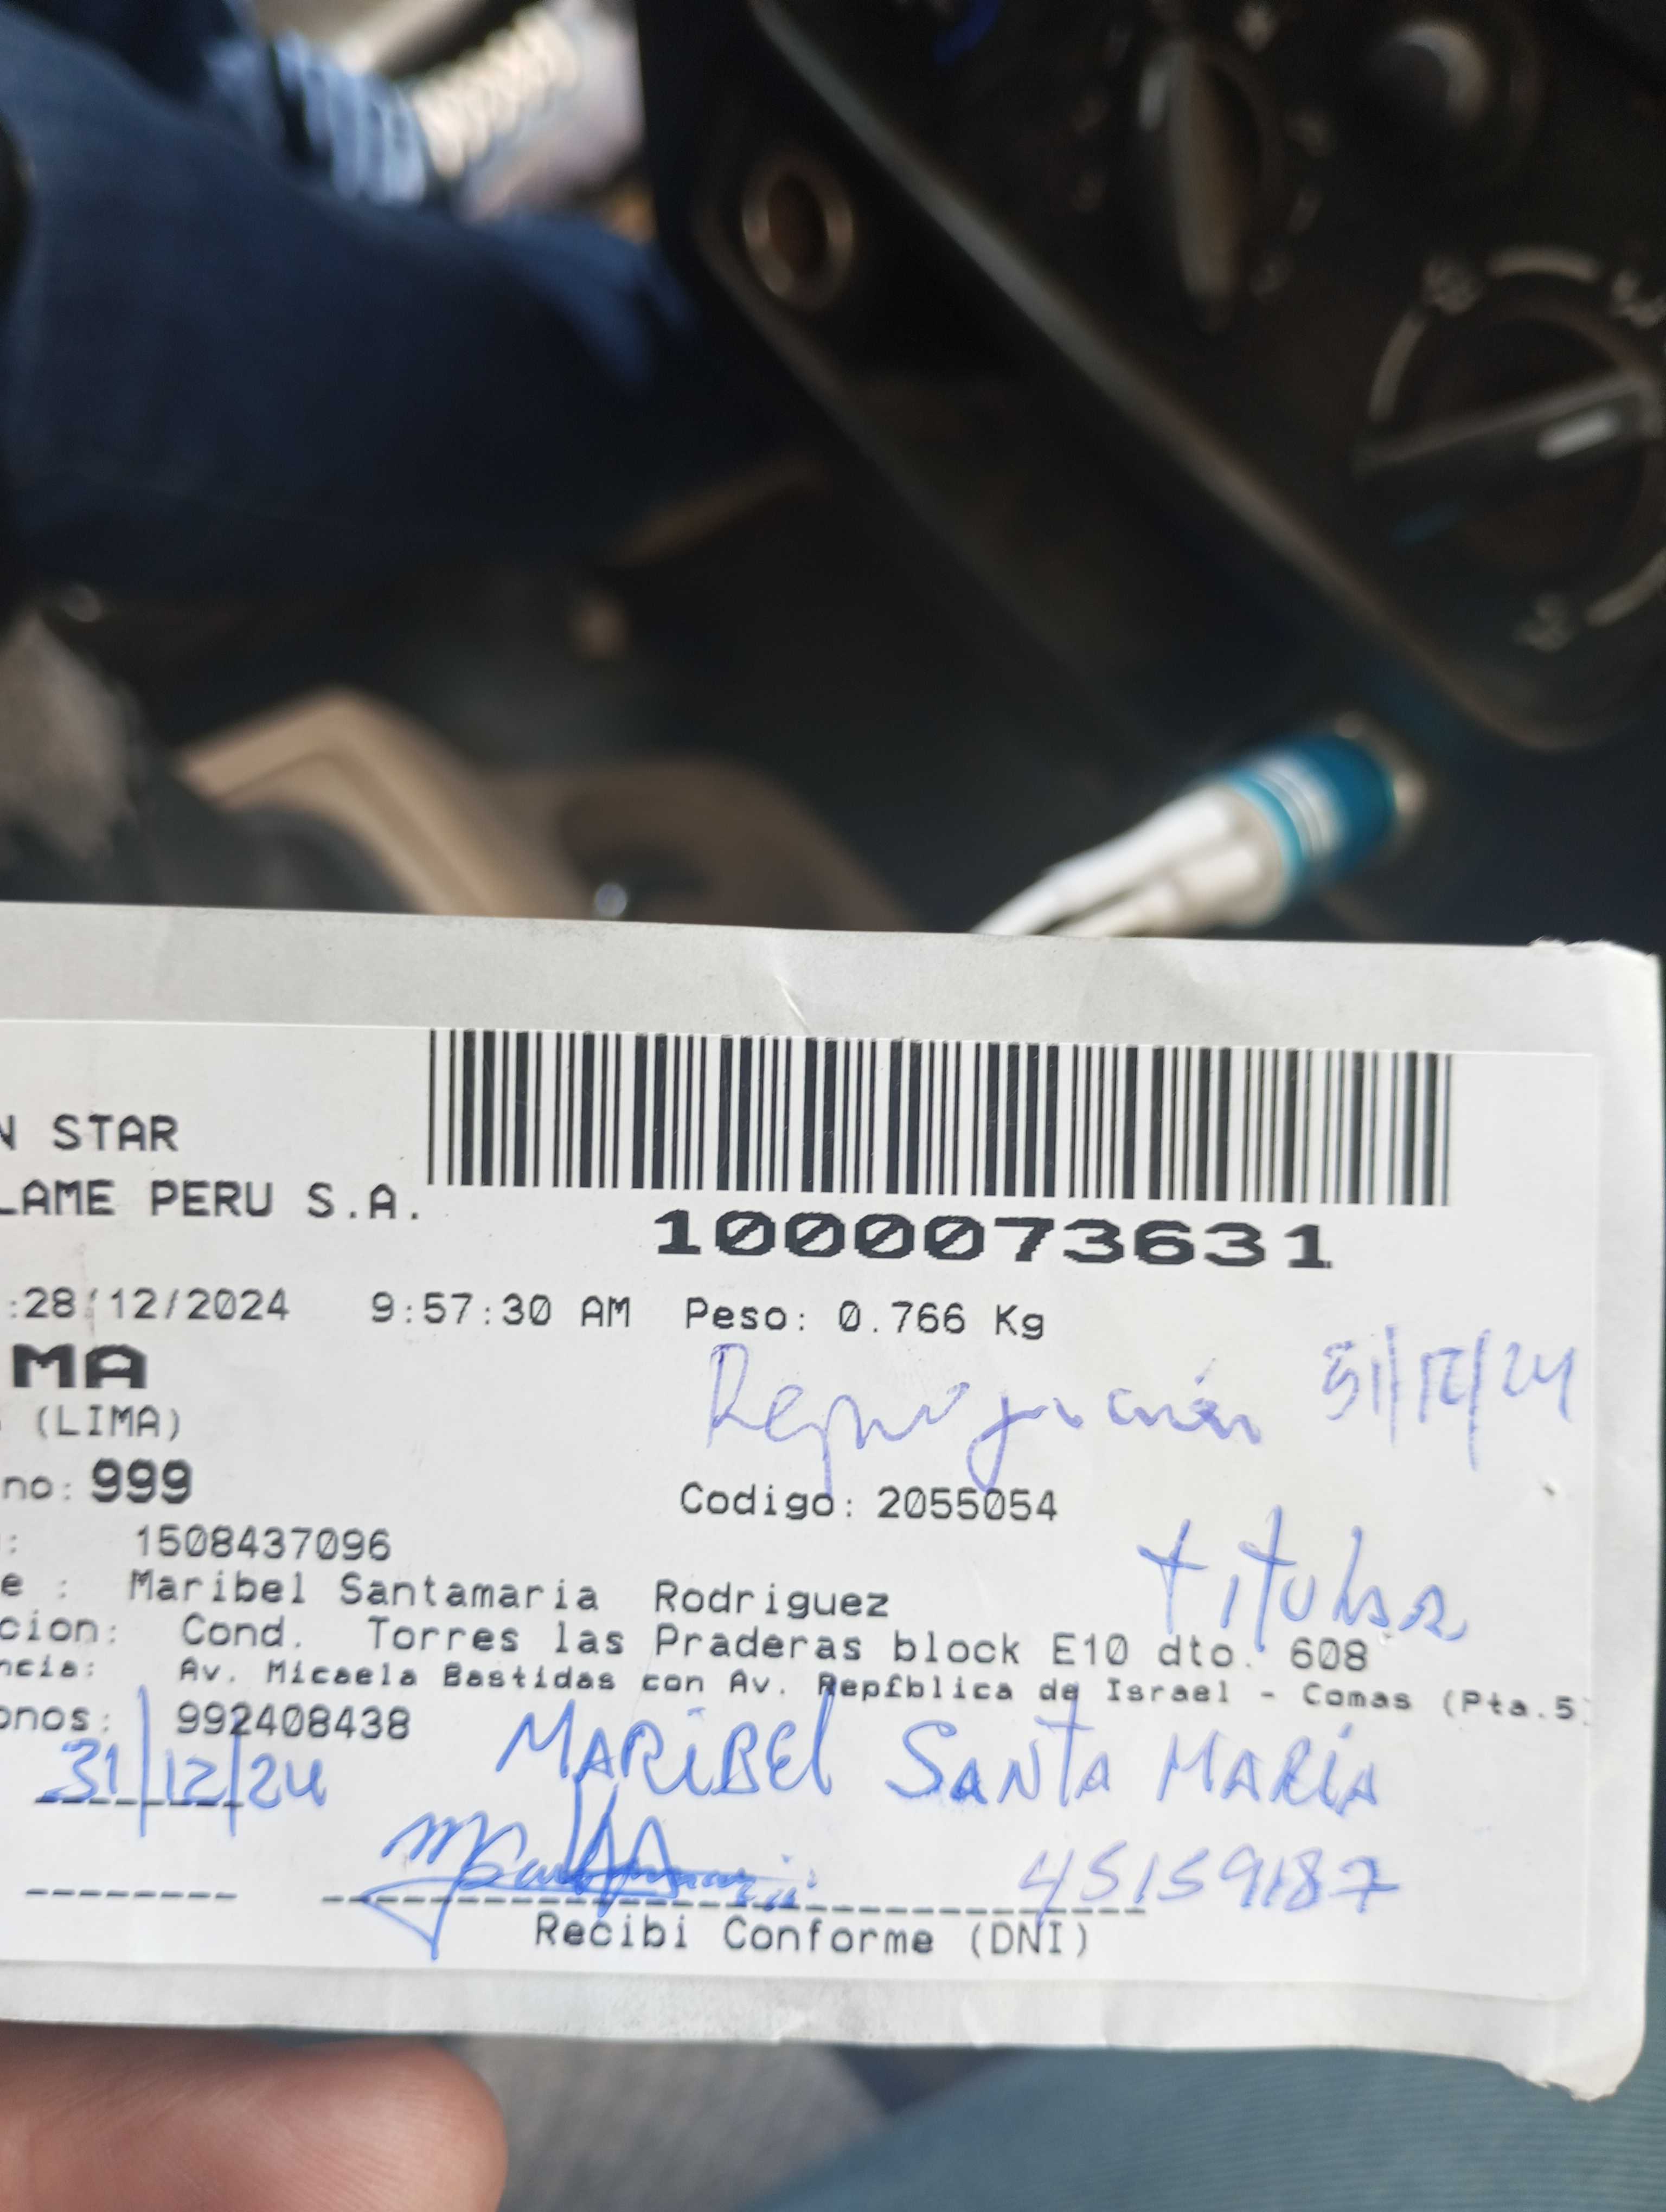 N STAR
LAME PERU S.A.
1000073631
:28/12/2024 9:57:30 AM Peso: 0.766 Kg
MA
(LIMA)
31/12/24
no: 999
Codigo: 2055054
: 1508437096
titular
e : Maribel Santamaria Rodriguez
cion: Cond. Torres las Praderas block E10 dto. 608
ncia: Av. Micaela Bastidas con Av. Repfblica de Israel - Comas (Pta.5
onos: 992408438
31/12/24 MARIBEL SANTA MARÍA
45159187
Recibi Conforme (DNI)